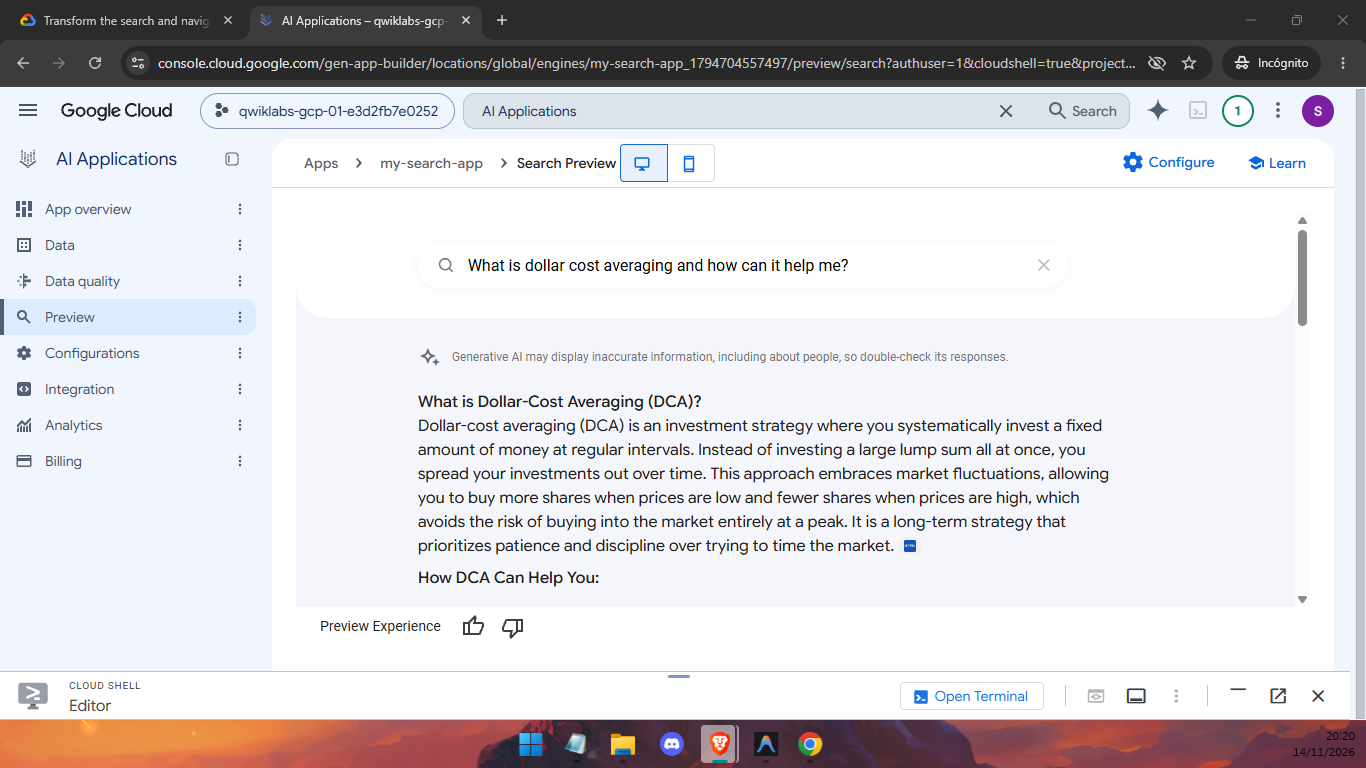 Transform the search and navig
AI Applications – qwiklabs-gcp-
console.cloud.google.com/gen-app-builder/locations/global/engines/my-search-app_1794704557497/preview/search?authuser=1&cloudshell=true&project...
Incógnito
Google Cloud
qwiklabs-gcp-01-e3d2fb7e0252
AI Applications
Search
1
S
AI Applications
Apps
my-search-app
Search Preview
Configure
Learn
App overview
Data
Data quality
Preview
Configurations
Integration
Analytics
Billing
What is dollar cost averaging and how can it help me?
Generative AI may display inaccurate information, including about people, so double-check its responses.
What is Dollar-Cost Averaging (DCA)?
Dollar-cost averaging (DCA) is an investment strategy where you systematically invest a fixed
amount of money at regular intervals. Instead of investing a large lump sum all at once, you
spread your investments out over time. This approach embraces market fluctuations, allowing
you to buy more shares when prices are low and fewer shares when prices are high, which
avoids the risk of buying into the market entirely at a peak. It is a long-term strategy that
prioritizes patience and discipline over trying to time the market.
How DCA Can Help You:
Preview Experience
CLOUD SHELL
Editor
Open Terminal
20:20
14/11/2026